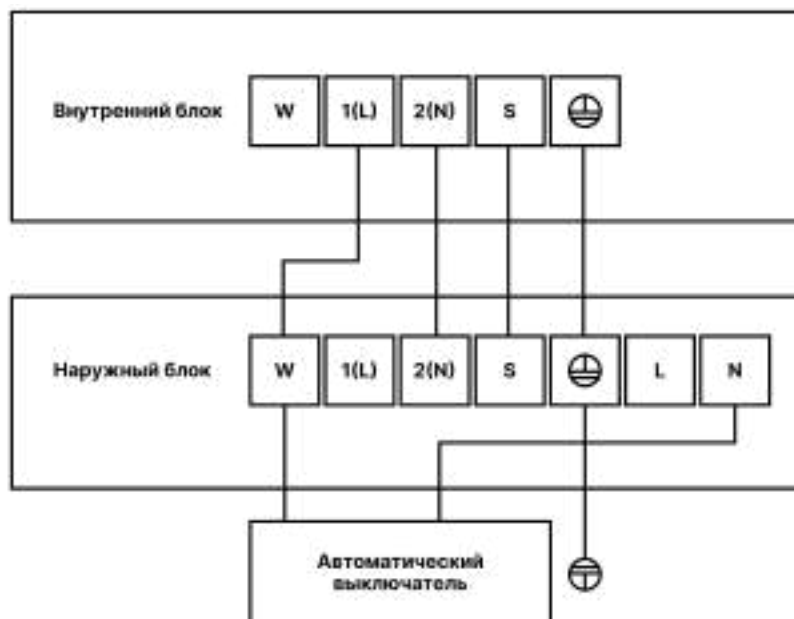 Внутренний блок
W 1(L) 2(N) S
Наружный блок
W 1(L) 2(N) S L N
Автоматический
выключатель